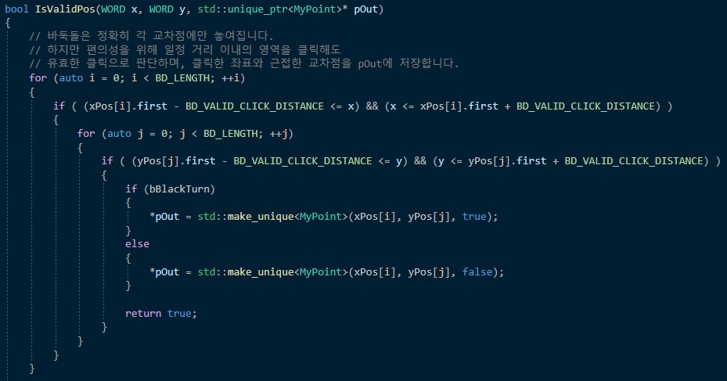 bool IsValidPos(WORD x, WORD y, std::unique_ptr<MyPoint>* pOut)
{
// 바둑돌은 정확히 각 교차점에만 놓여집니다.
// 하지만 편의성을 위해 일정 거리 이내의 영역을 클릭해도
// 유효한 클릭으로 판단하며, 클릭한 좌표와 근접한 교차점을 pOut에 저장합니다.
for (auto i = 0; i < BD_LENGTH; ++i)
{
if ( (xPos[i].first - BD_VALID_CLICK_DISTANCE <= x) && (x <= xPos[i].first + BD_VALID_CLICK_DISTANCE) )
{
for (auto j = 0; j < BD_LENGTH; ++j)
{
if ( (yPos[j].first - BD_VALID_CLICK_DISTANCE <= y) && (y <= yPos[j].first + BD_VALID_CLICK_DISTANCE) )
{
if (bBlackTurn)
{
*pOut = std::make_unique<MyPoint>(xPos[i], yPos[j], true);
}
else
{
*pOut = std::make_unique<MyPoint>(xPos[i], yPos[j], false);
}
return true;
}
}
}
}